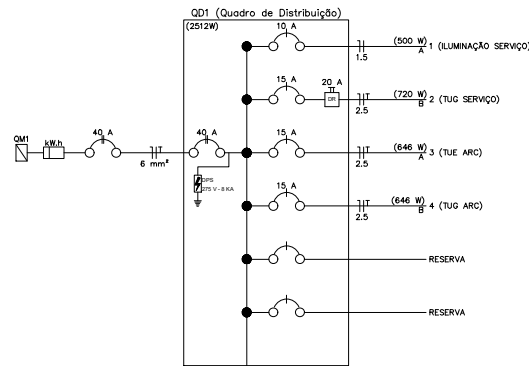 QD1 (Quadro de Distribuição)
(2512W)
10 A
(500 W)
1 (ILUMINAÇÃO SERVIÇO)
A
1.5
15 A
20 A
DR
T
(720 W)
2 (TUG SERVIÇO)
B
2.5
QM1
kW.h
40 A
T
6 mm²
40 A
15 A
T
(646 W)
3 (TUE ARC)
A
2.5
DPS
275 V - 8 KA
15 A
T
(646 W)
4 (TUG ARC)
B
2.5
RESERVA
RESERVA